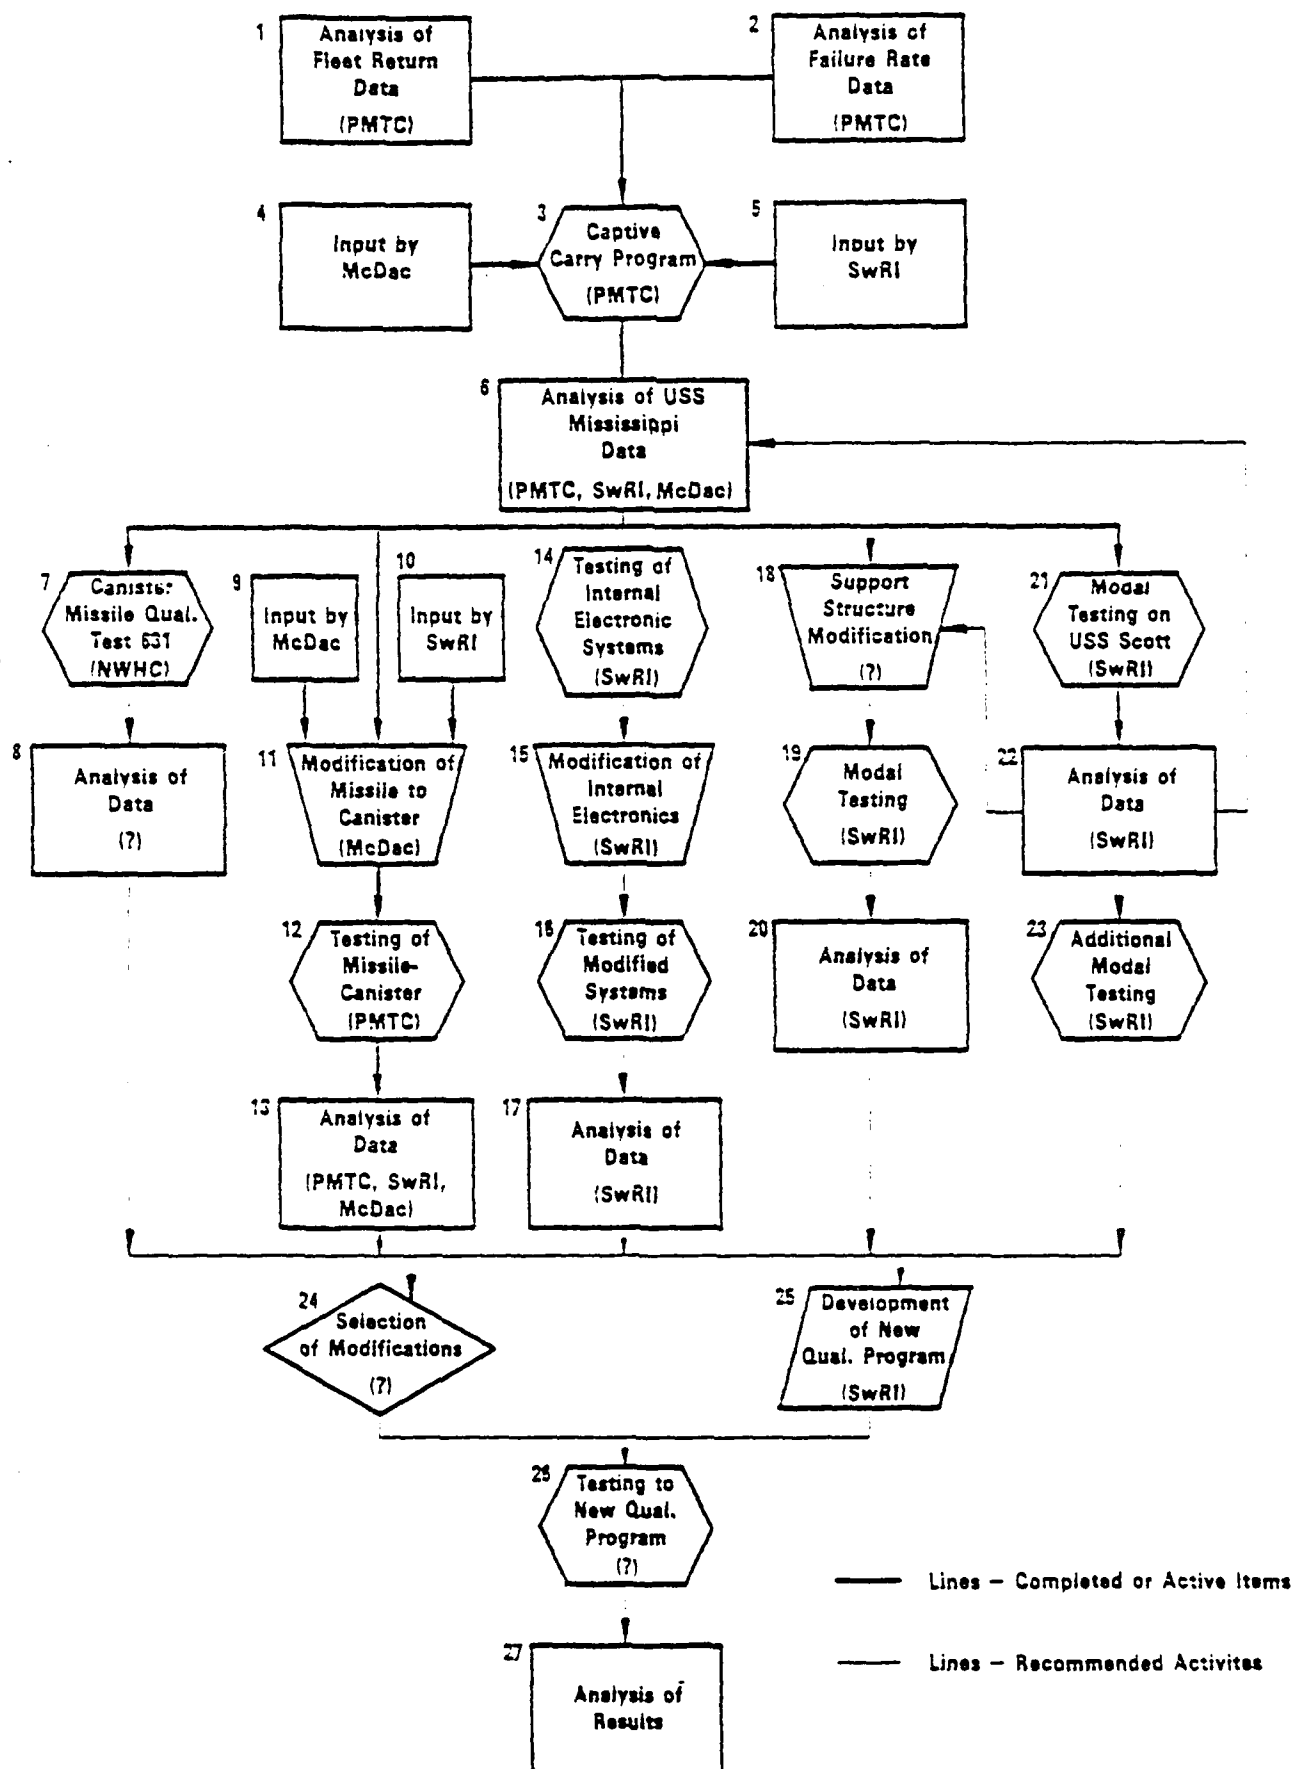 1
Analysis of
Fleet Return
Data
(PMTC)
2
Analysis of
Failure Rate
Data
(PMTC)
4
Input by
McDac
3
Captive
Carry Program
(PMTC)
5
Input by
SwRI
6
Analysis of USS
Mississippi
Data
(PMTC, SwRI, McDac)
7
Canister
Missile Qual.
Test 631
(NWHC)
9
Input by
McDac
10
Input by
SwRI
14
Testing of
Internal
Electronic
Systems
(SwRI)
18
Support
Structure
Modification
(?)
21
Modal
Testing on
USS Scott
(SwRI)
8
Analysis of
Data
(?)
11
Modification of
Missile to
Canister
(McDac)
15
Modification of
Internal
Electronics
(SwRI)
19
Modal
Testing
(SwRI)
22
Analysis of
Data
(SwRI)
12
Testing of
Missile-
Canister
(PMTC)
16
Testing of
Modified
Systems
(SwRI)
20
Analysis of
Data
(SwRI)
23
Additional
Modal
Testing
(SwRI)
13
Analysis of
Data
(PMTC, SwRI,
McDac)
17
Analysis of
Data
(SwRI)
24
Selection
of Modifications
(?)
25
Development
of New
Qual. Program
(SwRI)
26
Testing to
New Qual.
Program
(?)
Lines – Completed or Active Items
27
Analysis of
Results
Lines – Recommended Activites